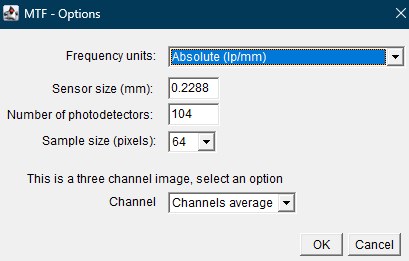 MTF - Options
Frequency units: Absolute (lp/mm)
Sensor size (mm): 0.2288
Number of photodetectors: 104
Sample size (pixels): 64
This is a three channel image, select an option
Channel Channels average
OK Cancel